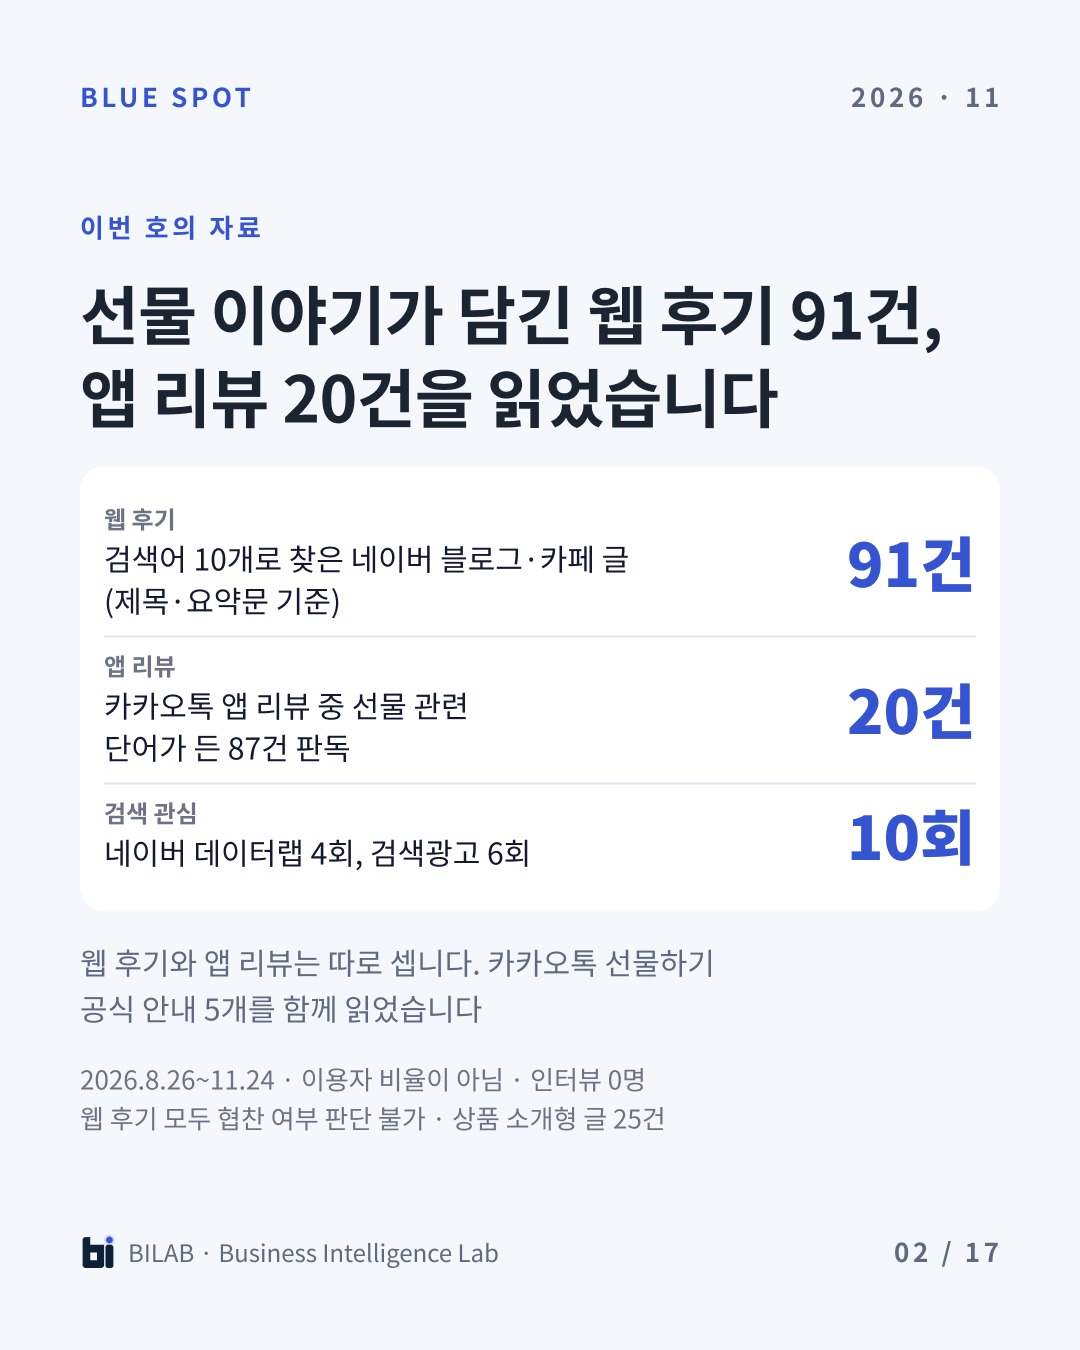 BLUE SPOT
2026 · 11
이번 호의 자료
선물 이야기가 담긴 웹 후기 91건,
앱 리뷰 20건을 읽었습니다
웹 후기
검색어 10개로 찾은 네이버 블로그·카페 글
(제목·요약문 기준)
91건
앱 리뷰
카카오톡 앱 리뷰 중 선물 관련
단어가 든 87건 판독
20건
검색 관심
네이버 데이터랩 4회, 검색광고 6회
10회
웹 후기와 앱 리뷰는 따로 셉니다. 카카오톡 선물하기
공식 안내 5개를 함께 읽었습니다
2026.8.26~11.24 · 이용자 비율이 아님 · 인터뷰 0명
웹 후기 모두 협찬 여부 판단 불가 · 상품 소개형 글 25건
bi BILAB · Business Intelligence Lab
02 / 17